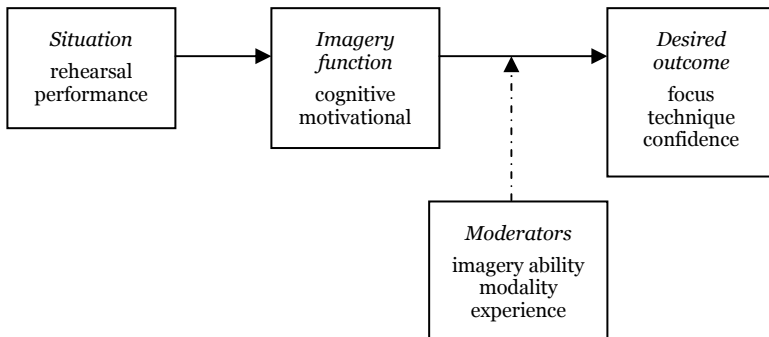 Situation
rehearsal
performance
Imagery
function
cognitive
motivational
Desired
outcome
focus
technique
confidence
Moderators
imagery ability
modality
experience